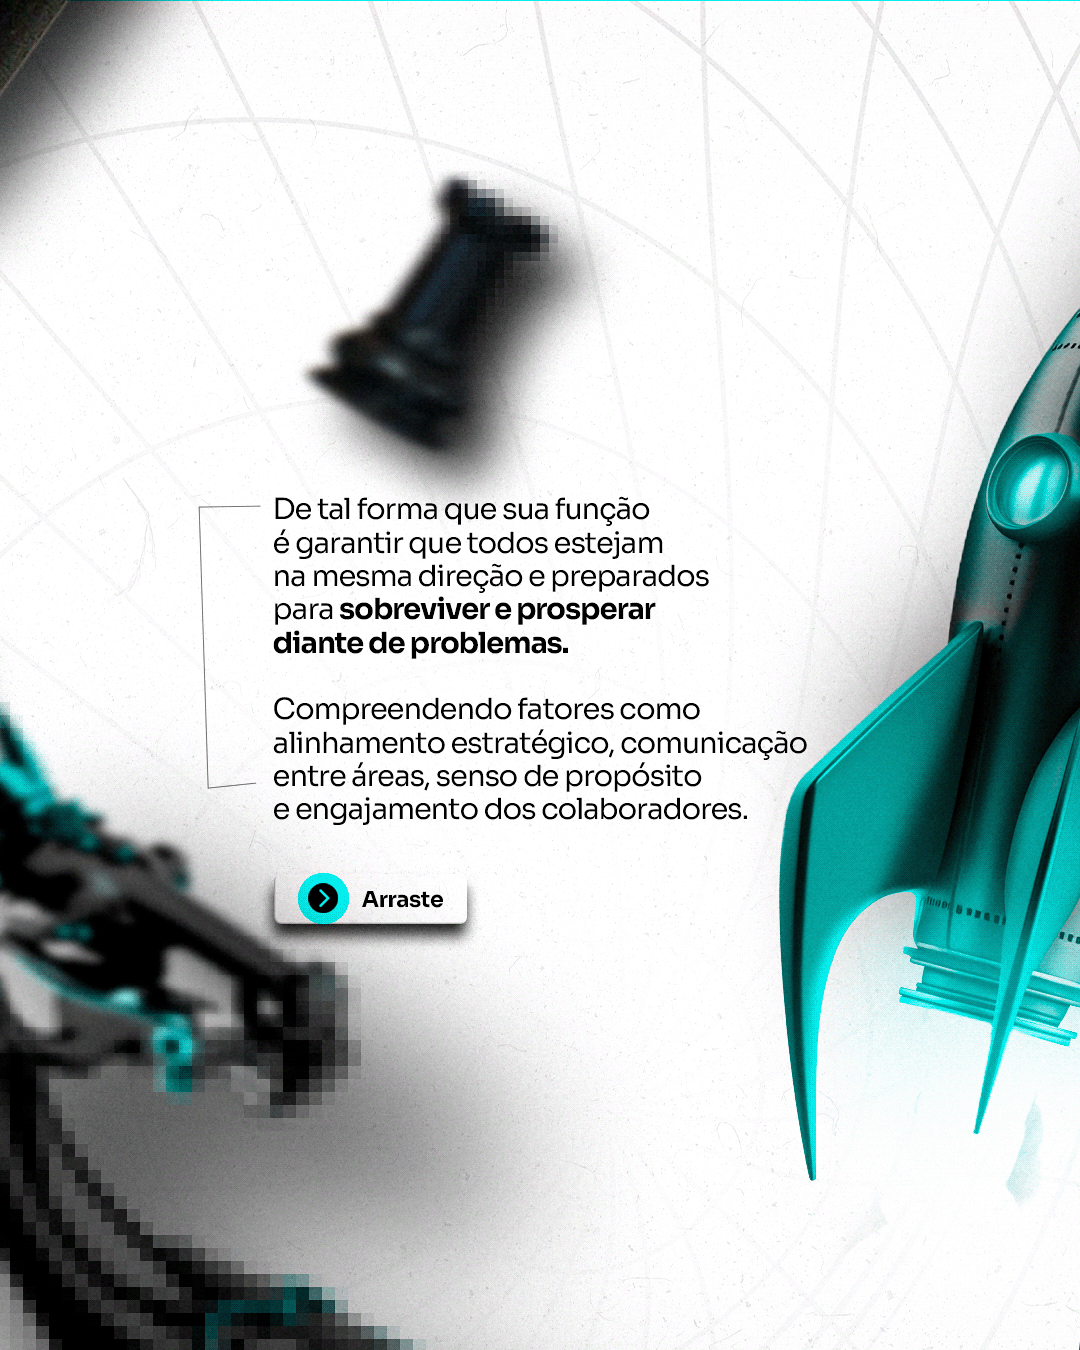 De tal forma que sua função
é garantir que todos estejam
na mesma direção e preparados
para sobreviver e prosperar
diante de problemas.
Compreendendo fatores como
alinhamento estratégico, comunicação
entre áreas, senso de propósito
e engajamento dos colaboradores.
Arraste